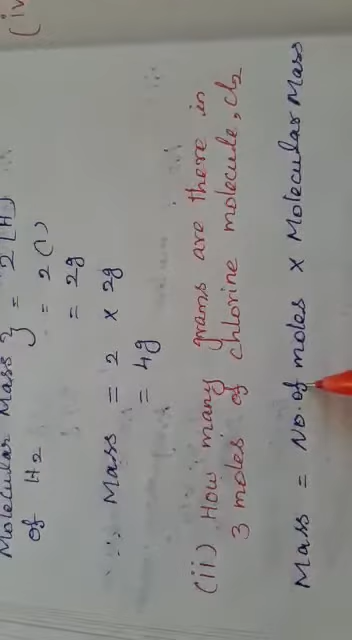 (iv
Molecular Mass } = 2 [H]
of H2 = 2(1)
= 2g
∴ Mass = 2 × 2g
= 4g
(ii) How many grams are there in
3 moles of chlorine molecule, Cl2
Mass = No. of moles × Molecular Mass